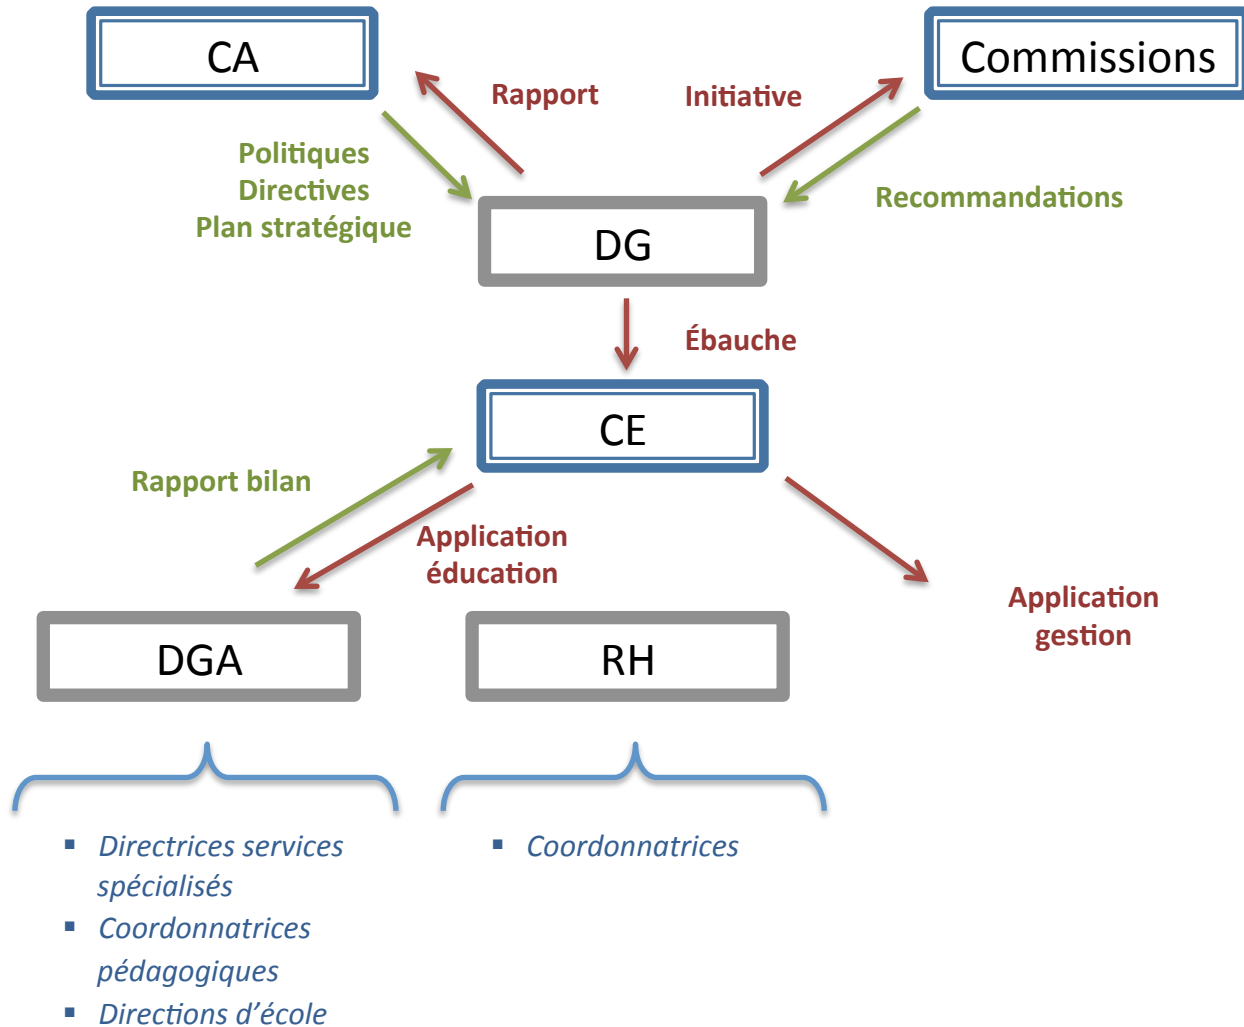 CA
Commissions
Rapport
Initiative
Politiques
Directives
Plan stratégique
Recommandations
DG
Ébauche
CE
Rapport bilan
Application
éducation
Application
gestion
DGA
RH
▪ Directrices services
spécialisés
▪ Coordonnatrices
pédagogiques
▪ Directions d’école
▪ Coordonnatrices